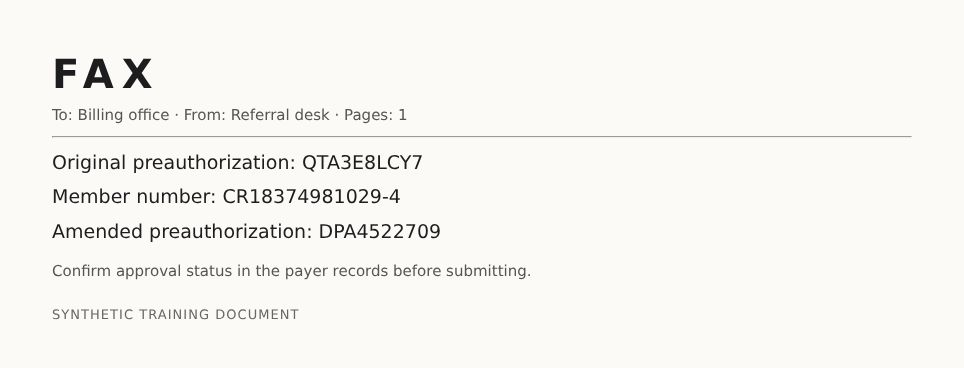 FAX
To: Billing office · From: Referral desk · Pages: 1
Original preauthorization: QTA3E8LCY7
Member number: CR18374981029-4
Amended preauthorization: DPA4522709
Confirm approval status in the payer records before submitting.
SYNTHETIC TRAINING DOCUMENT